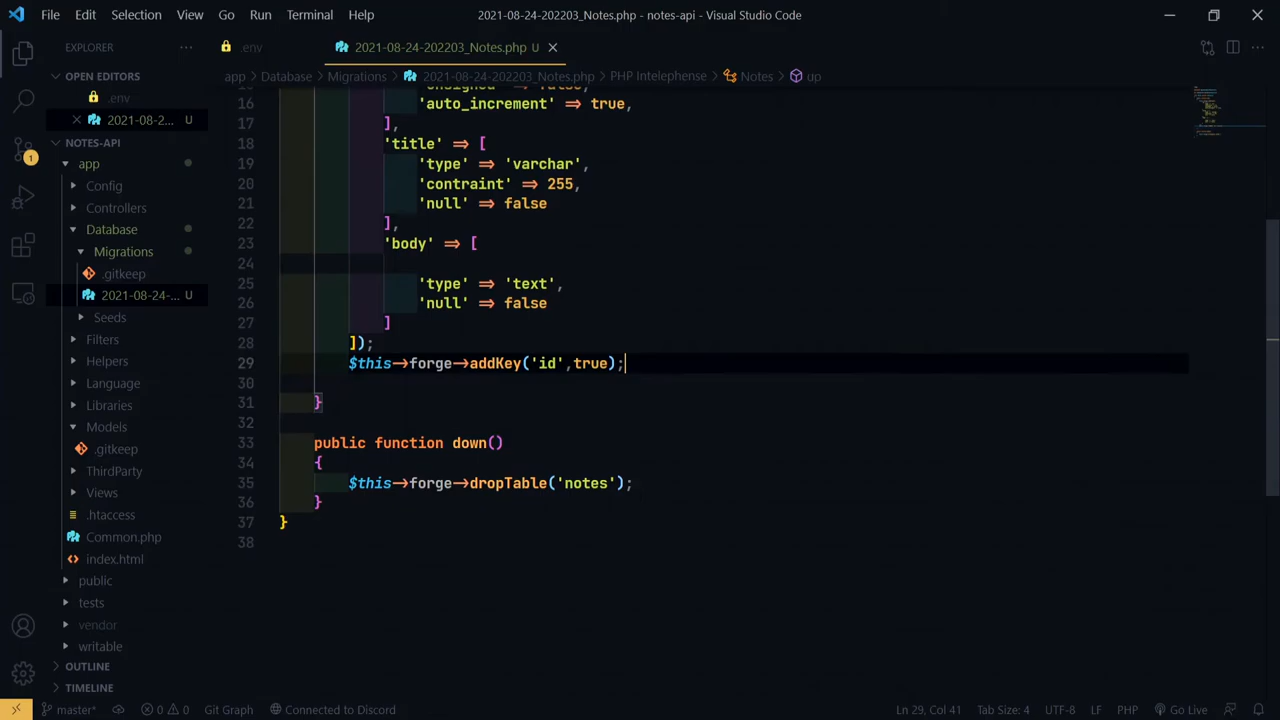 File Edit Selection View Go Run Terminal Help 2021-08-24-202203_Notes.php - notes-api - Visual Studio Code
EXPLORER ...
.env
2021-08-24-202203_Notes.php U
OPEN EDITORS
.env
2021-08-2... U
NOTES-API
app
Config
Controllers
Database
Migrations
.gitkeep
2021-08-24-... U
Seeds
Filters
Helpers
Language
Libraries
Models
.gitkeep
ThirdParty
Views
.htaccess
Common.php
index.html
public
tests
vendor
writable
OUTLINE
TIMELINE
app > Database > Migrations > 2021-08-24-202203_Notes.php > PHP Intelephense > Notes > up
16 'auto_increment' => true,
17 ],
18 'title' => [
19 'type' => 'varchar',
20 'contraint' => 255,
21 'null' => false
22 ],
23 'body' => [
24
25 'type' => 'text',
26 'null' => false
27 ]
28 ]);
29 $this->forge->addKey('id',true);
30
31 }
32
33 public function down()
34 {
35 $this->forge->dropTable('notes');
36 }
37 }
38
1
master* 0 0 Git Graph Connected to Discord Ln 29, Col 41 Tab Size: 4 UTF-8 LF PHP Go Live